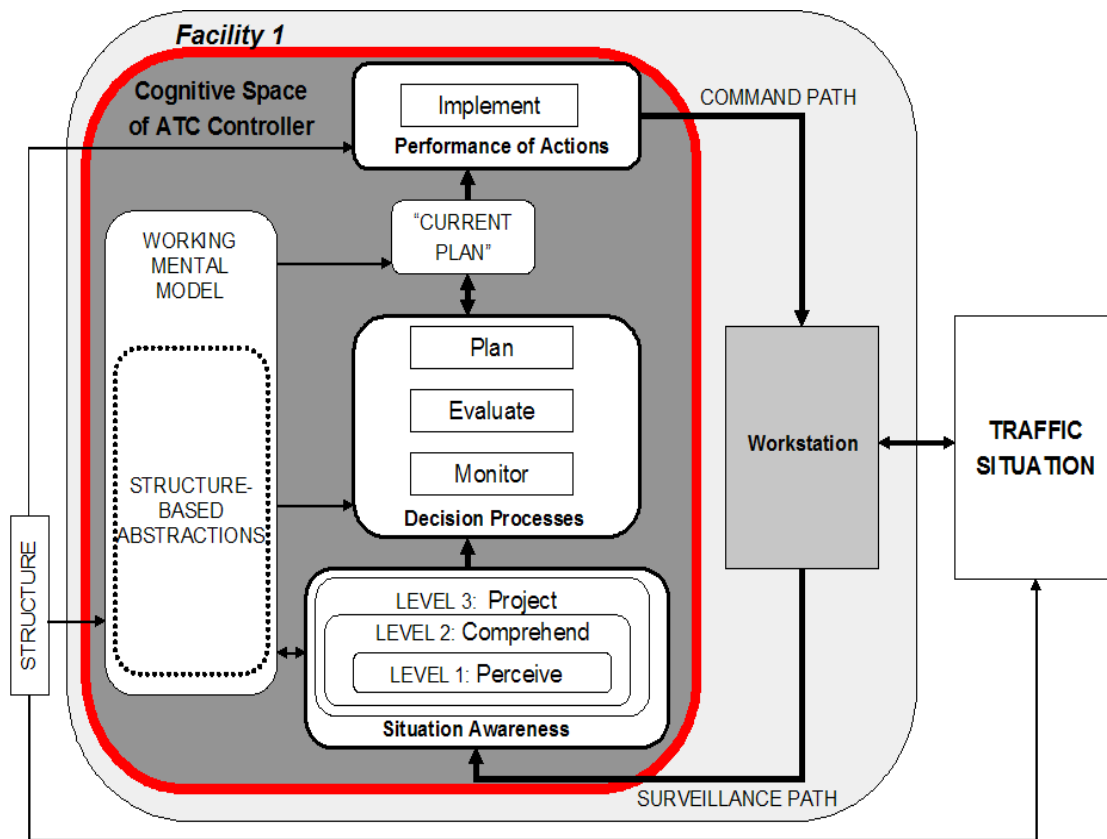 Facility 1
Cognitive Space
of ATC Controller
Implement
Performance of Actions
COMMAND PATH
"CURRENT
PLAN"
WORKING
MENTAL
MODEL
STRUCTURE-
BASED
ABSTRACTIONS
Plan
Evaluate
Monitor
Decision Processes
Workstation
TRAFFIC
SITUATION
STRUCTURE
LEVEL 3: Project
LEVEL 2: Comprehend
LEVEL 1: Perceive
Situation Awareness
SURVEILLANCE PATH